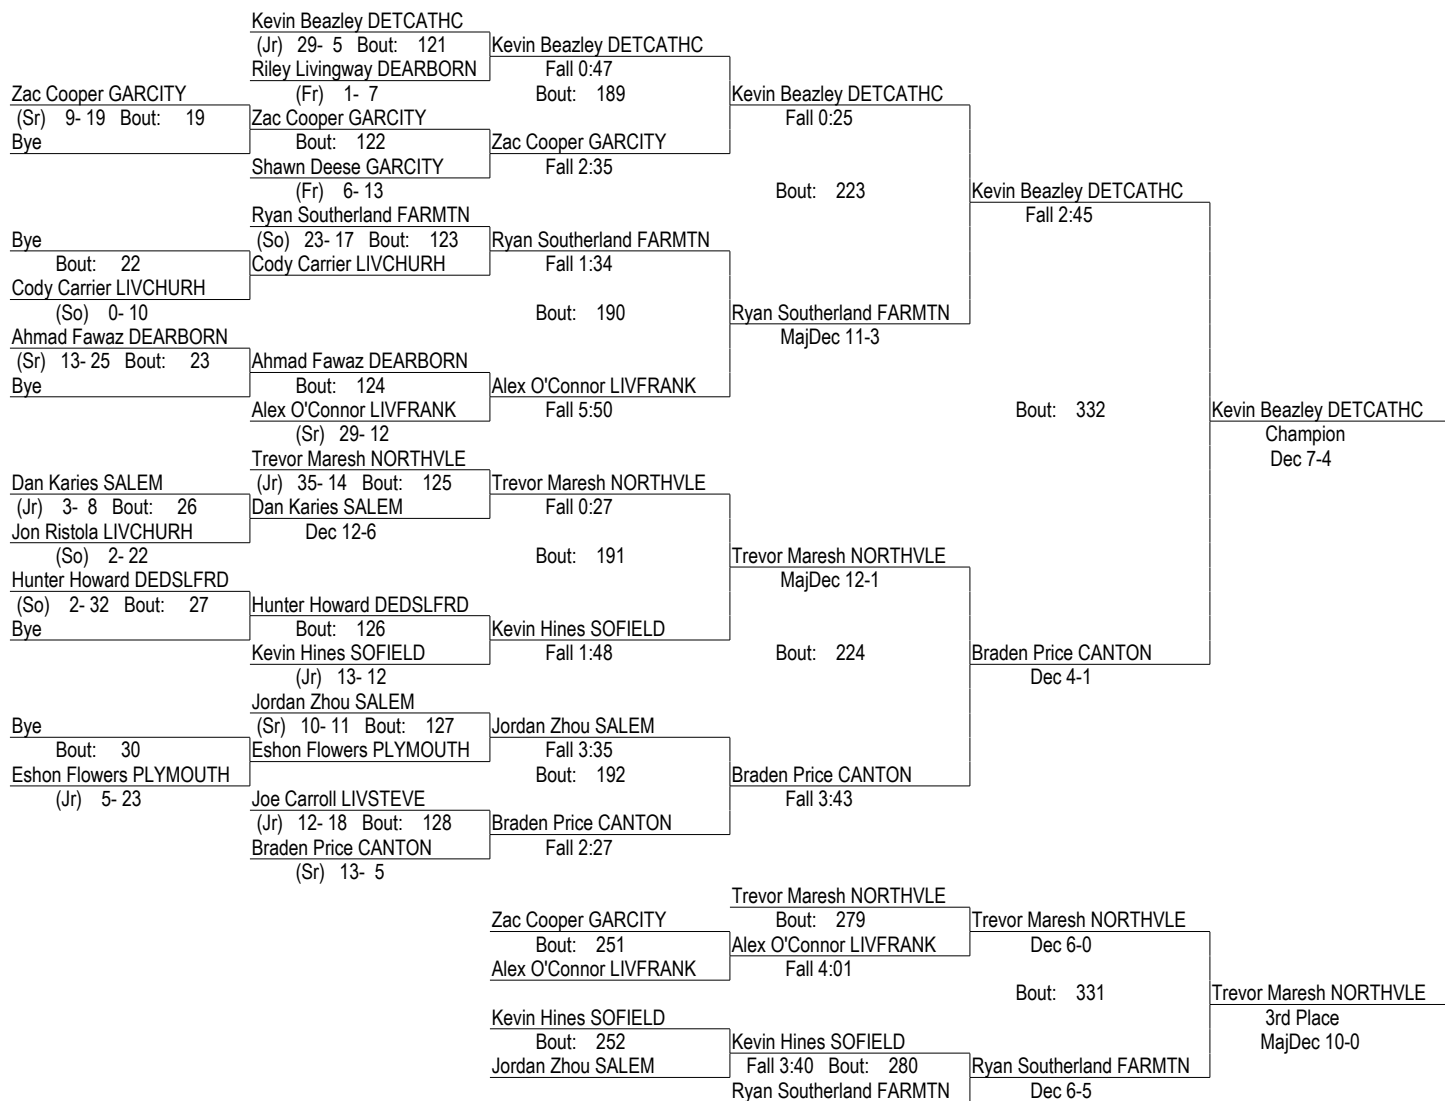 Kevin Beazley DETCATHC
(Jr) 29- 5 Bout: 121 Kevin Beazley DETCATHC
Riley Livingway DEARBORN Fall 0:47
Zac Cooper GARCITY (Fr) 1- 7 Bout: 189 Kevin Beazley DETCATHC
(Sr) 9- 19 Bout: 19 Zac Cooper GARCITY Fall 0:25
Bye Bout: 122 Zac Cooper GARCITY
Shawn Deese GARCITY Fall 2:35
(Fr) 6- 13 Bout: 223 Kevin Beazley DETCATHC
Ryan Southerland FARMTN Fall 2:45
Bye (So) 23- 17 Bout: 123 Ryan Southerland FARMTN
Bout: 22 Cody Carrier LIVCHURH Fall 1:34
Cody Carrier LIVCHURH
(So) 0- 10 Bout: 190 Ryan Southerland FARMTN
Ahmad Fawaz DEARBORN MajDec 11-3
(Sr) 13- 25 Bout: 23 Ahmad Fawaz DEARBORN
Bye Bout: 124 Alex O'Connor LIVFRANK
Alex O'Connor LIVFRANK Fall 5:50 Bout: 332 Kevin Beazley DETCATHC
(Sr) 29- 12 Champion
Trevor Maresh NORTHVLE Dec 7-4
Dan Karies SALEM (Jr) 35- 14 Bout: 125 Trevor Maresh NORTHVLE
(Jr) 3- 8 Bout: 26 Dan Karies SALEM Fall 0:27
Jon Ristola LIVCHURH Dec 12-6
(So) 2- 22 Bout: 191 Trevor Maresh NORTHVLE
Hunter Howard DEDSLFRD MajDec 12-1
(So) 2- 32 Bout: 27 Hunter Howard DEDSLFRD
Bye Bout: 126 Kevin Hines SOFIELD
Kevin Hines SOFIELD Fall 1:48 Bout: 224 Braden Price CANTON
(Jr) 13- 12 Dec 4-1
Jordan Zhou SALEM
Bye (Sr) 10- 11 Bout: 127 Jordan Zhou SALEM
Bout: 30 Eshon Flowers PLYMOUTH Fall 3:35
Eshon Flowers PLYMOUTH Bout: 192 Braden Price CANTON
(Jr) 5- 23 Joe Carroll LIVSTEVE Fall 3:43
(Jr) 12- 18 Bout: 128 Braden Price CANTON
Braden Price CANTON Fall 2:27
(Sr) 13- 5
Trevor Maresh NORTHVLE
Zac Cooper GARCITY Bout: 279 Trevor Maresh NORTHVLE
Bout: 251 Alex O'Connor LIVFRANK Dec 6-0
Alex O'Connor LIVFRANK Fall 4:01
Bout: 331 Trevor Maresh NORTHVLE
Kevin Hines SOFIELD 3rd Place
Bout: 252 Kevin Hines SOFIELD MajDec 10-0
Jordan Zhou SALEM Fall 3:40 Bout: 280 Ryan Southerland FARMTN
Ryan Southerland FARMTN Dec 6-5